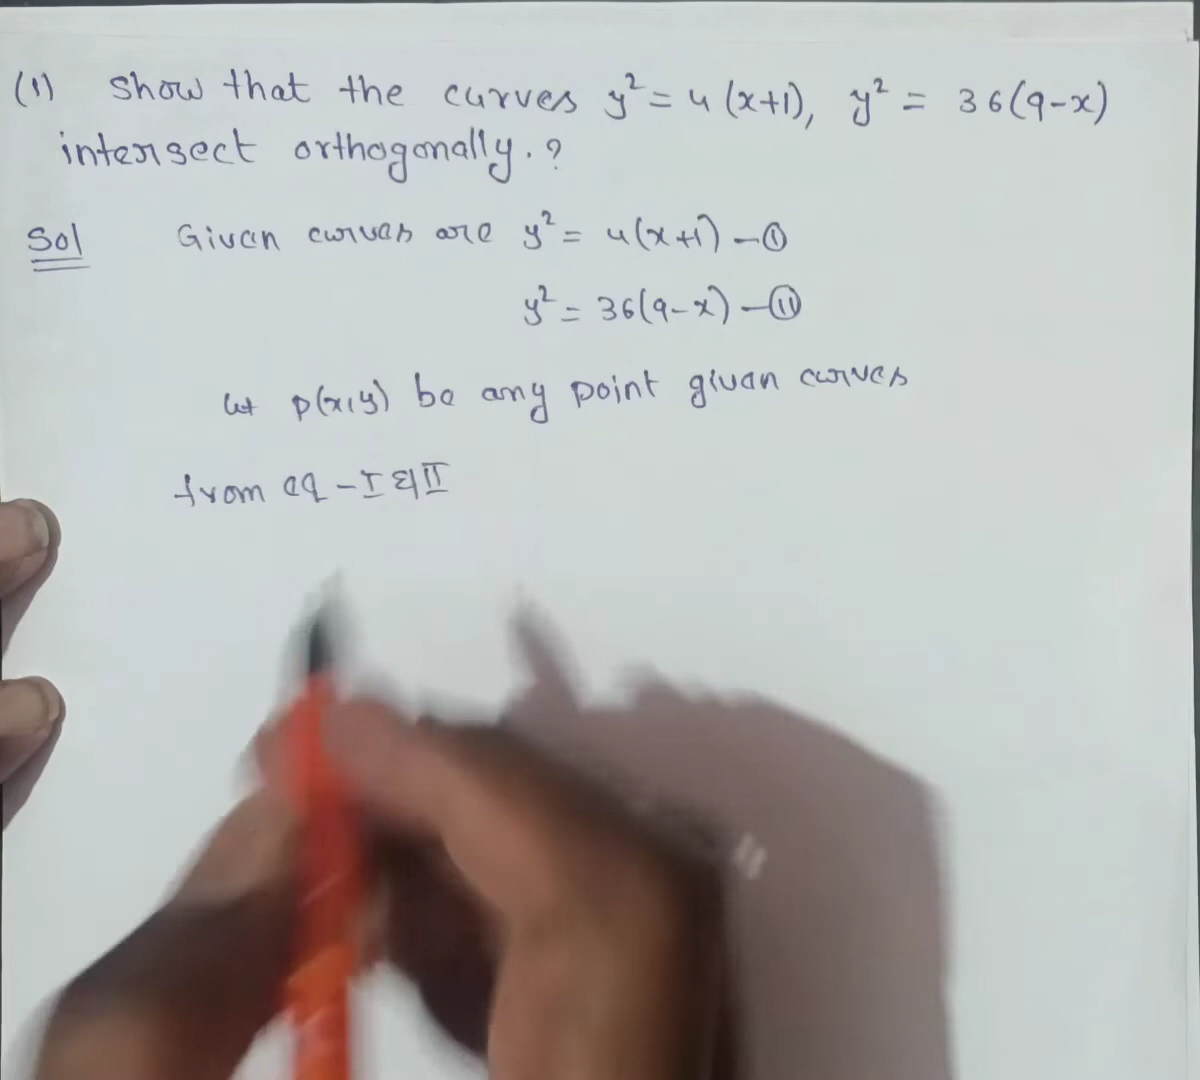 (1) Show that the curves y² = 4(x+1), y² = 36(9-x)
intersect orthogonally.?
Sol Given curves are y² = 4(x+1) — ①
y² = 36(9-x) — ⑪
let p(x,y) be any point given curves
from eq - I & II